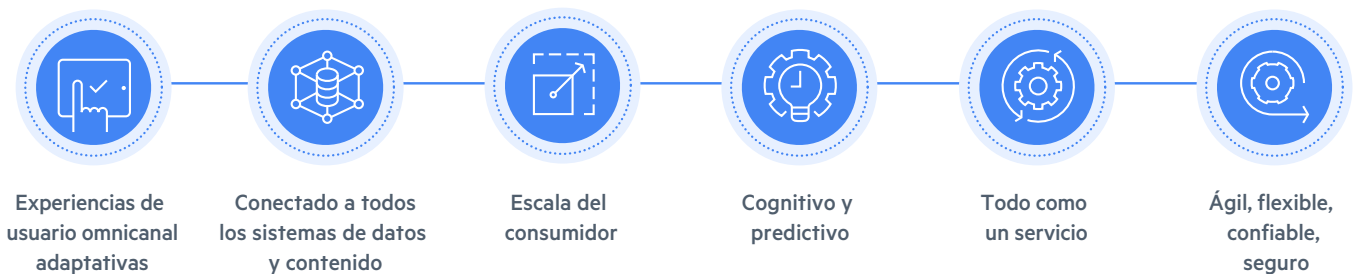 Experiencias de
usuario omnicanal
adaptativas
Conectado a todos
los sistemas de datos
y contenido
Escala del
consumidor
Cognitivo y
predictivo
Todo como
un servicio
Ágil, flexible,
confiable,
seguro